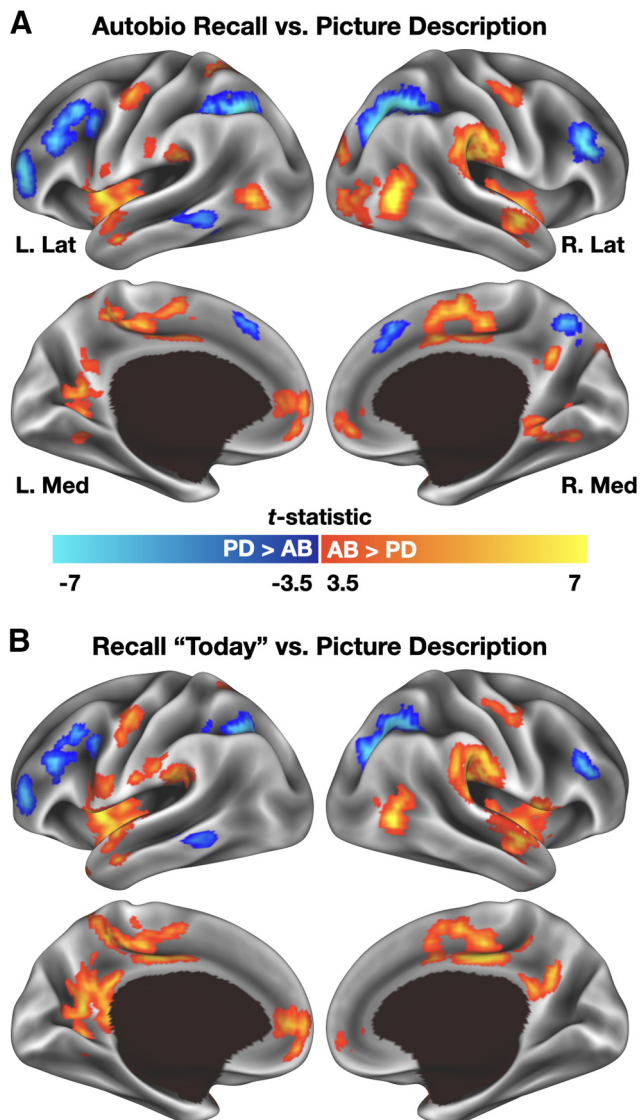 A Autobio Recall vs. Picture Description
L. Lat R. Lat
L. Med R. Med
t-statistic
PD > AB AB > PD
-7 -3.5 3.5 7
B Recall “Today” vs. Picture Description